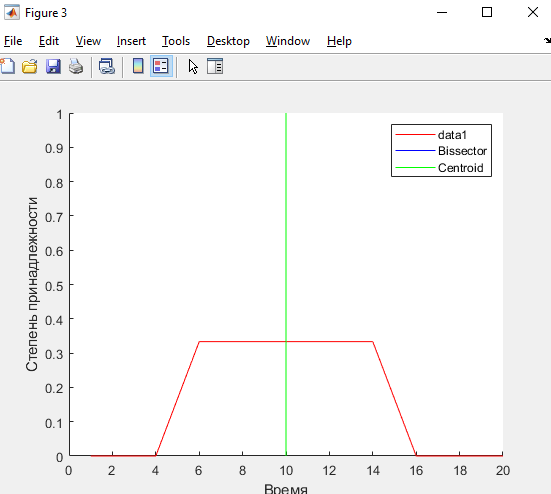 Figure 3
File Edit View Insert Tools Desktop Window Help
data1
Bissector
Centroid
Степень принадлежности
1
0.9
0.8
0.7
0.6
0.5
0.4
0.3
0.2
0.1
0
0 2 4 6 8 10 12 14 16 18 20
Время